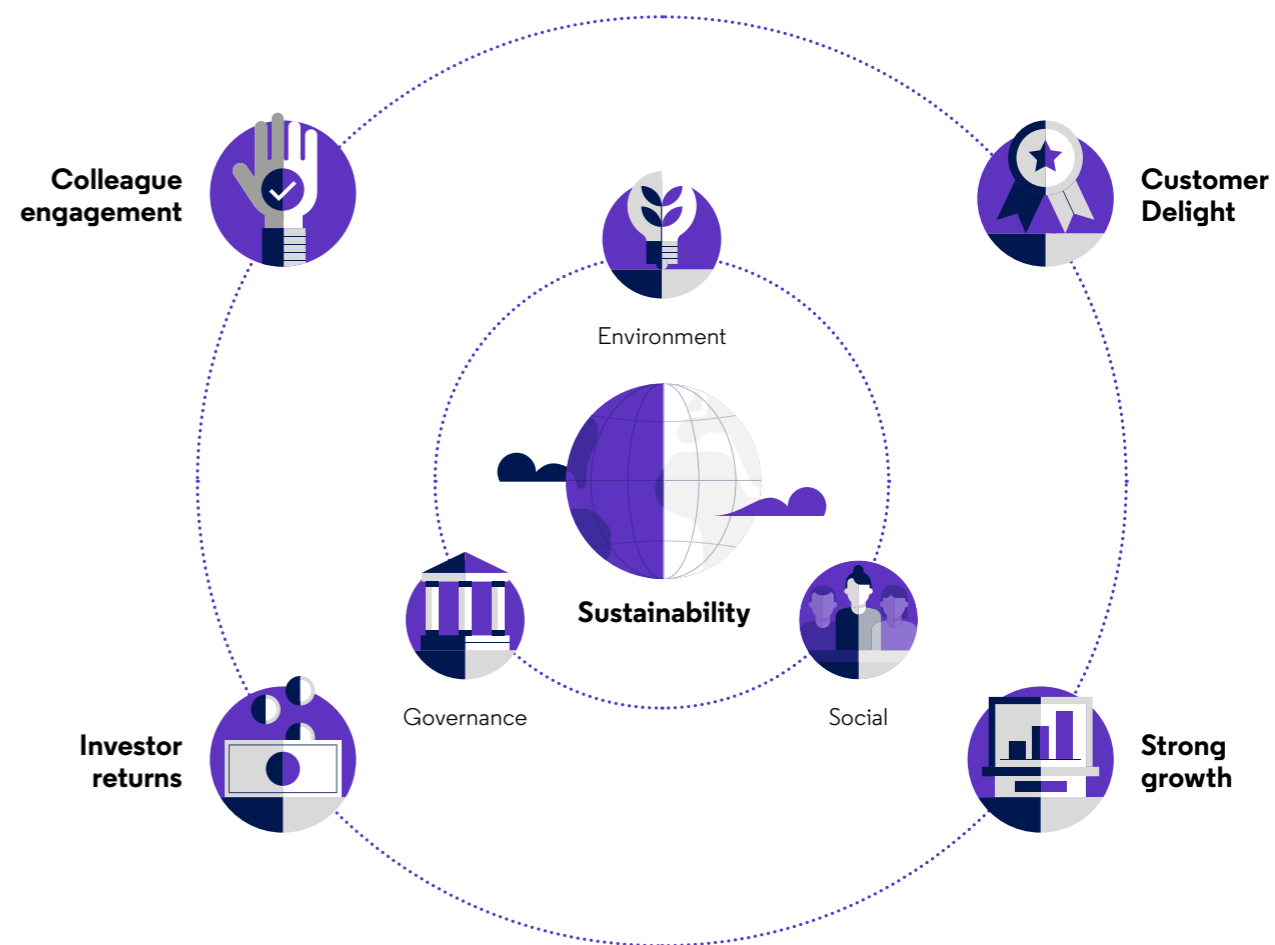 Colleague
engagement
Customer
Delight
Environment
Sustainability
Governance
Social
Investor
returns
Strong
growth